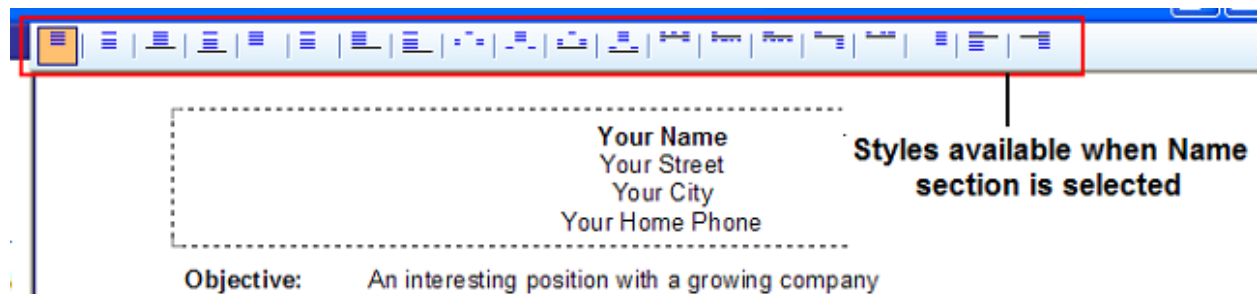 Your Name
Your Street
Your City
Your Home Phone
Styles available when Name
section is selected
Objective: An interesting position with a growing company